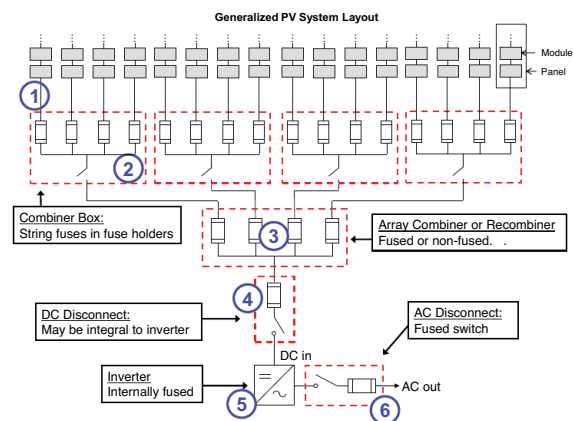 Generalized PV System Layout
Module
Panel
1
2
Combiner Box:
String fuses in fuse holders
3
Array Combiner or Recombiner
Fused or non-fused. .
4
DC Disconnect:
May be integral to inverter
AC Disconnect:
Fused switch
DC in
Inverter
Internally fused
5
AC out
6